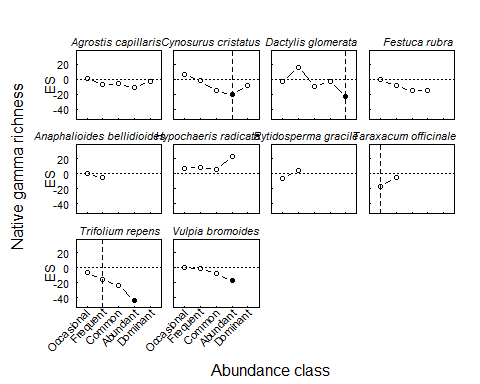 Agrostis capillaris Cynosurus cristatus Dactylis glomerata Festuca rubra
20
0
-20
-40
ES
Anaphalioides bellidioides Hypochaeris radicata Rytidosperma gracile Taraxacum officinale
20
0
-20
-40
ES
Trifolium repens Vulpia bromoides
20
0
-20
-40
ES
Occasional Frequent Common Abundant Dominant Occasional Frequent Common Abundant Dominant
Native gamma richness
Abundance class